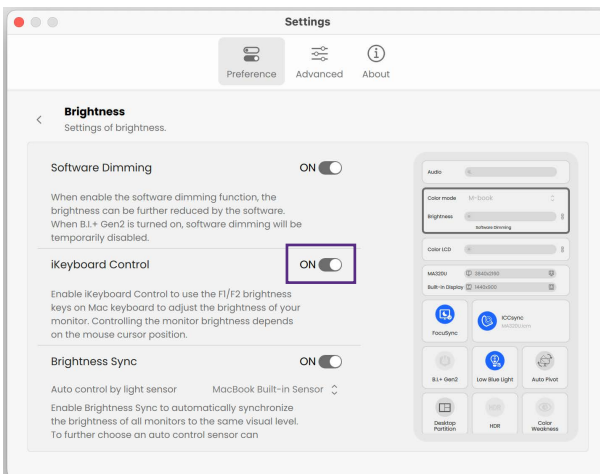 Settings
Preference
Advanced
About
Brightness
Settings of brightness.
Software Dimming ON
When enable the software dimming function, the
brightness can be further reduced by the software.
When B.I.+ Gen2 is turned on, software dimming will be
temporarily disabled.
iKeyboard Control ON
Enable iKeyboard Control to use the F1/F2 brightness
keys on Mac keyboard to adjust the brightness of your
monitor. Controlling the monitor brightness depends
on the mouse cursor position.
Brightness Sync ON
Auto control by light sensor MacBook Built-in Sensor
Enable Brightness Sync to automatically synchronize
the brightness of all monitors to the same visual level.
To further choose an auto control sensor can
Audio
Color mode M-book
Brightness
Software Dimming
Color LCD
MA320U 3840x2160
Built-in Display 1440x900
FocuSync
ICCsync
B.I.+ Gen2
Low Blue Light
Auto Pivot
Desktop
Partition
HDR
HDR
Color
Weakness